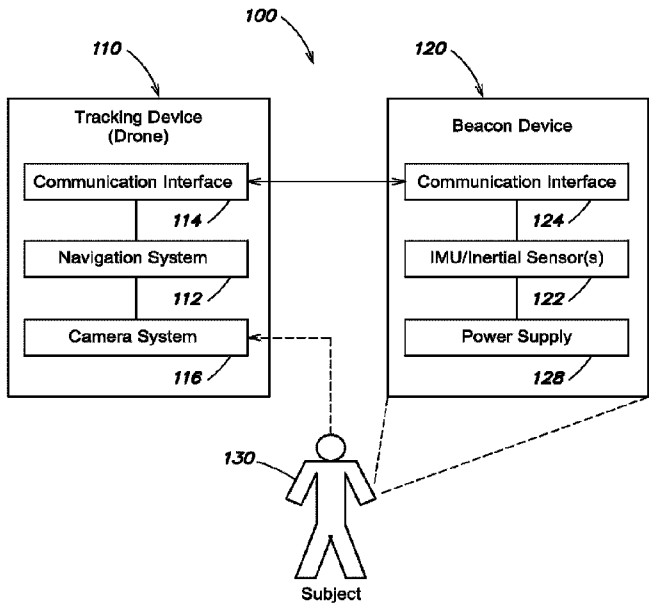 100
110
120
Tracking Device
(Drone)
Beacon Device
Communication Interface
Communication Interface
114
124
Navigation System
IMU/Inertial Sensor(s)
112
122
Camera System
Power Supply
116
128
130
Subject